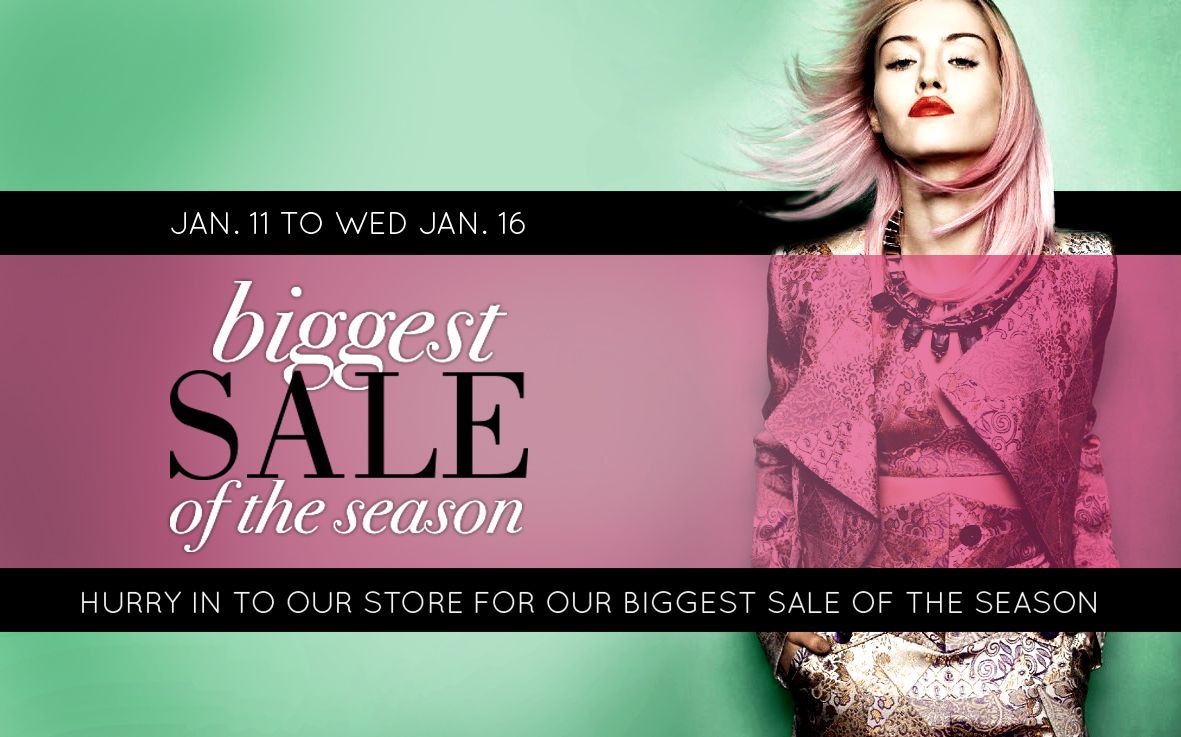 JAN. 11 TO WED JAN. 16
biggest
SALE
of the season
HURRY IN TO OUR STORE FOR OUR BIGGEST SALE OF THE SEASON